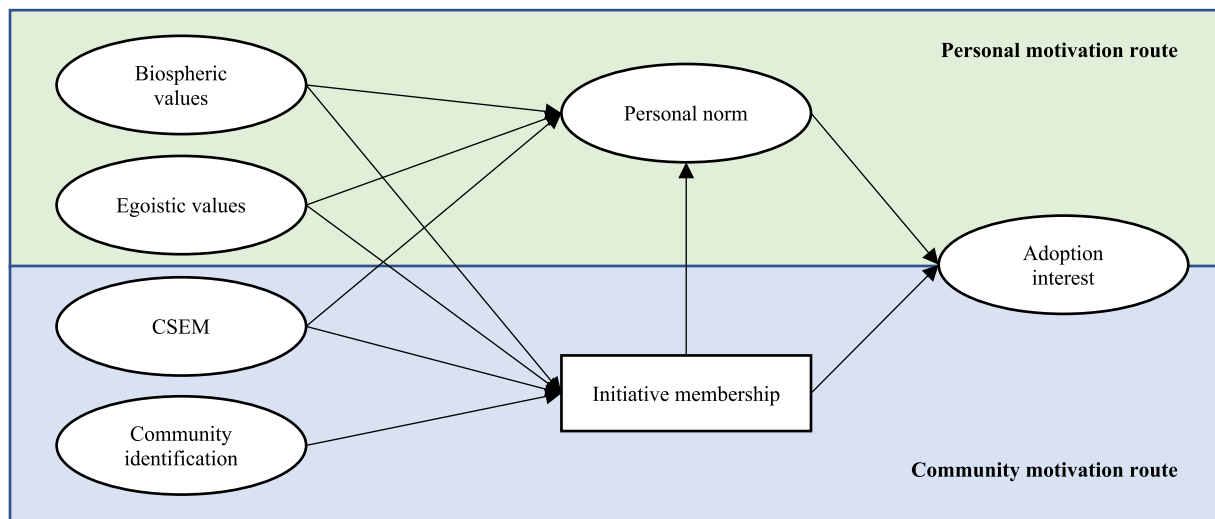 Personal motivation route
Biospheric
values
Personal norm
Egoistic values
Adoption
interest
CSEM
Initiative membership
Community
identification
Community motivation route